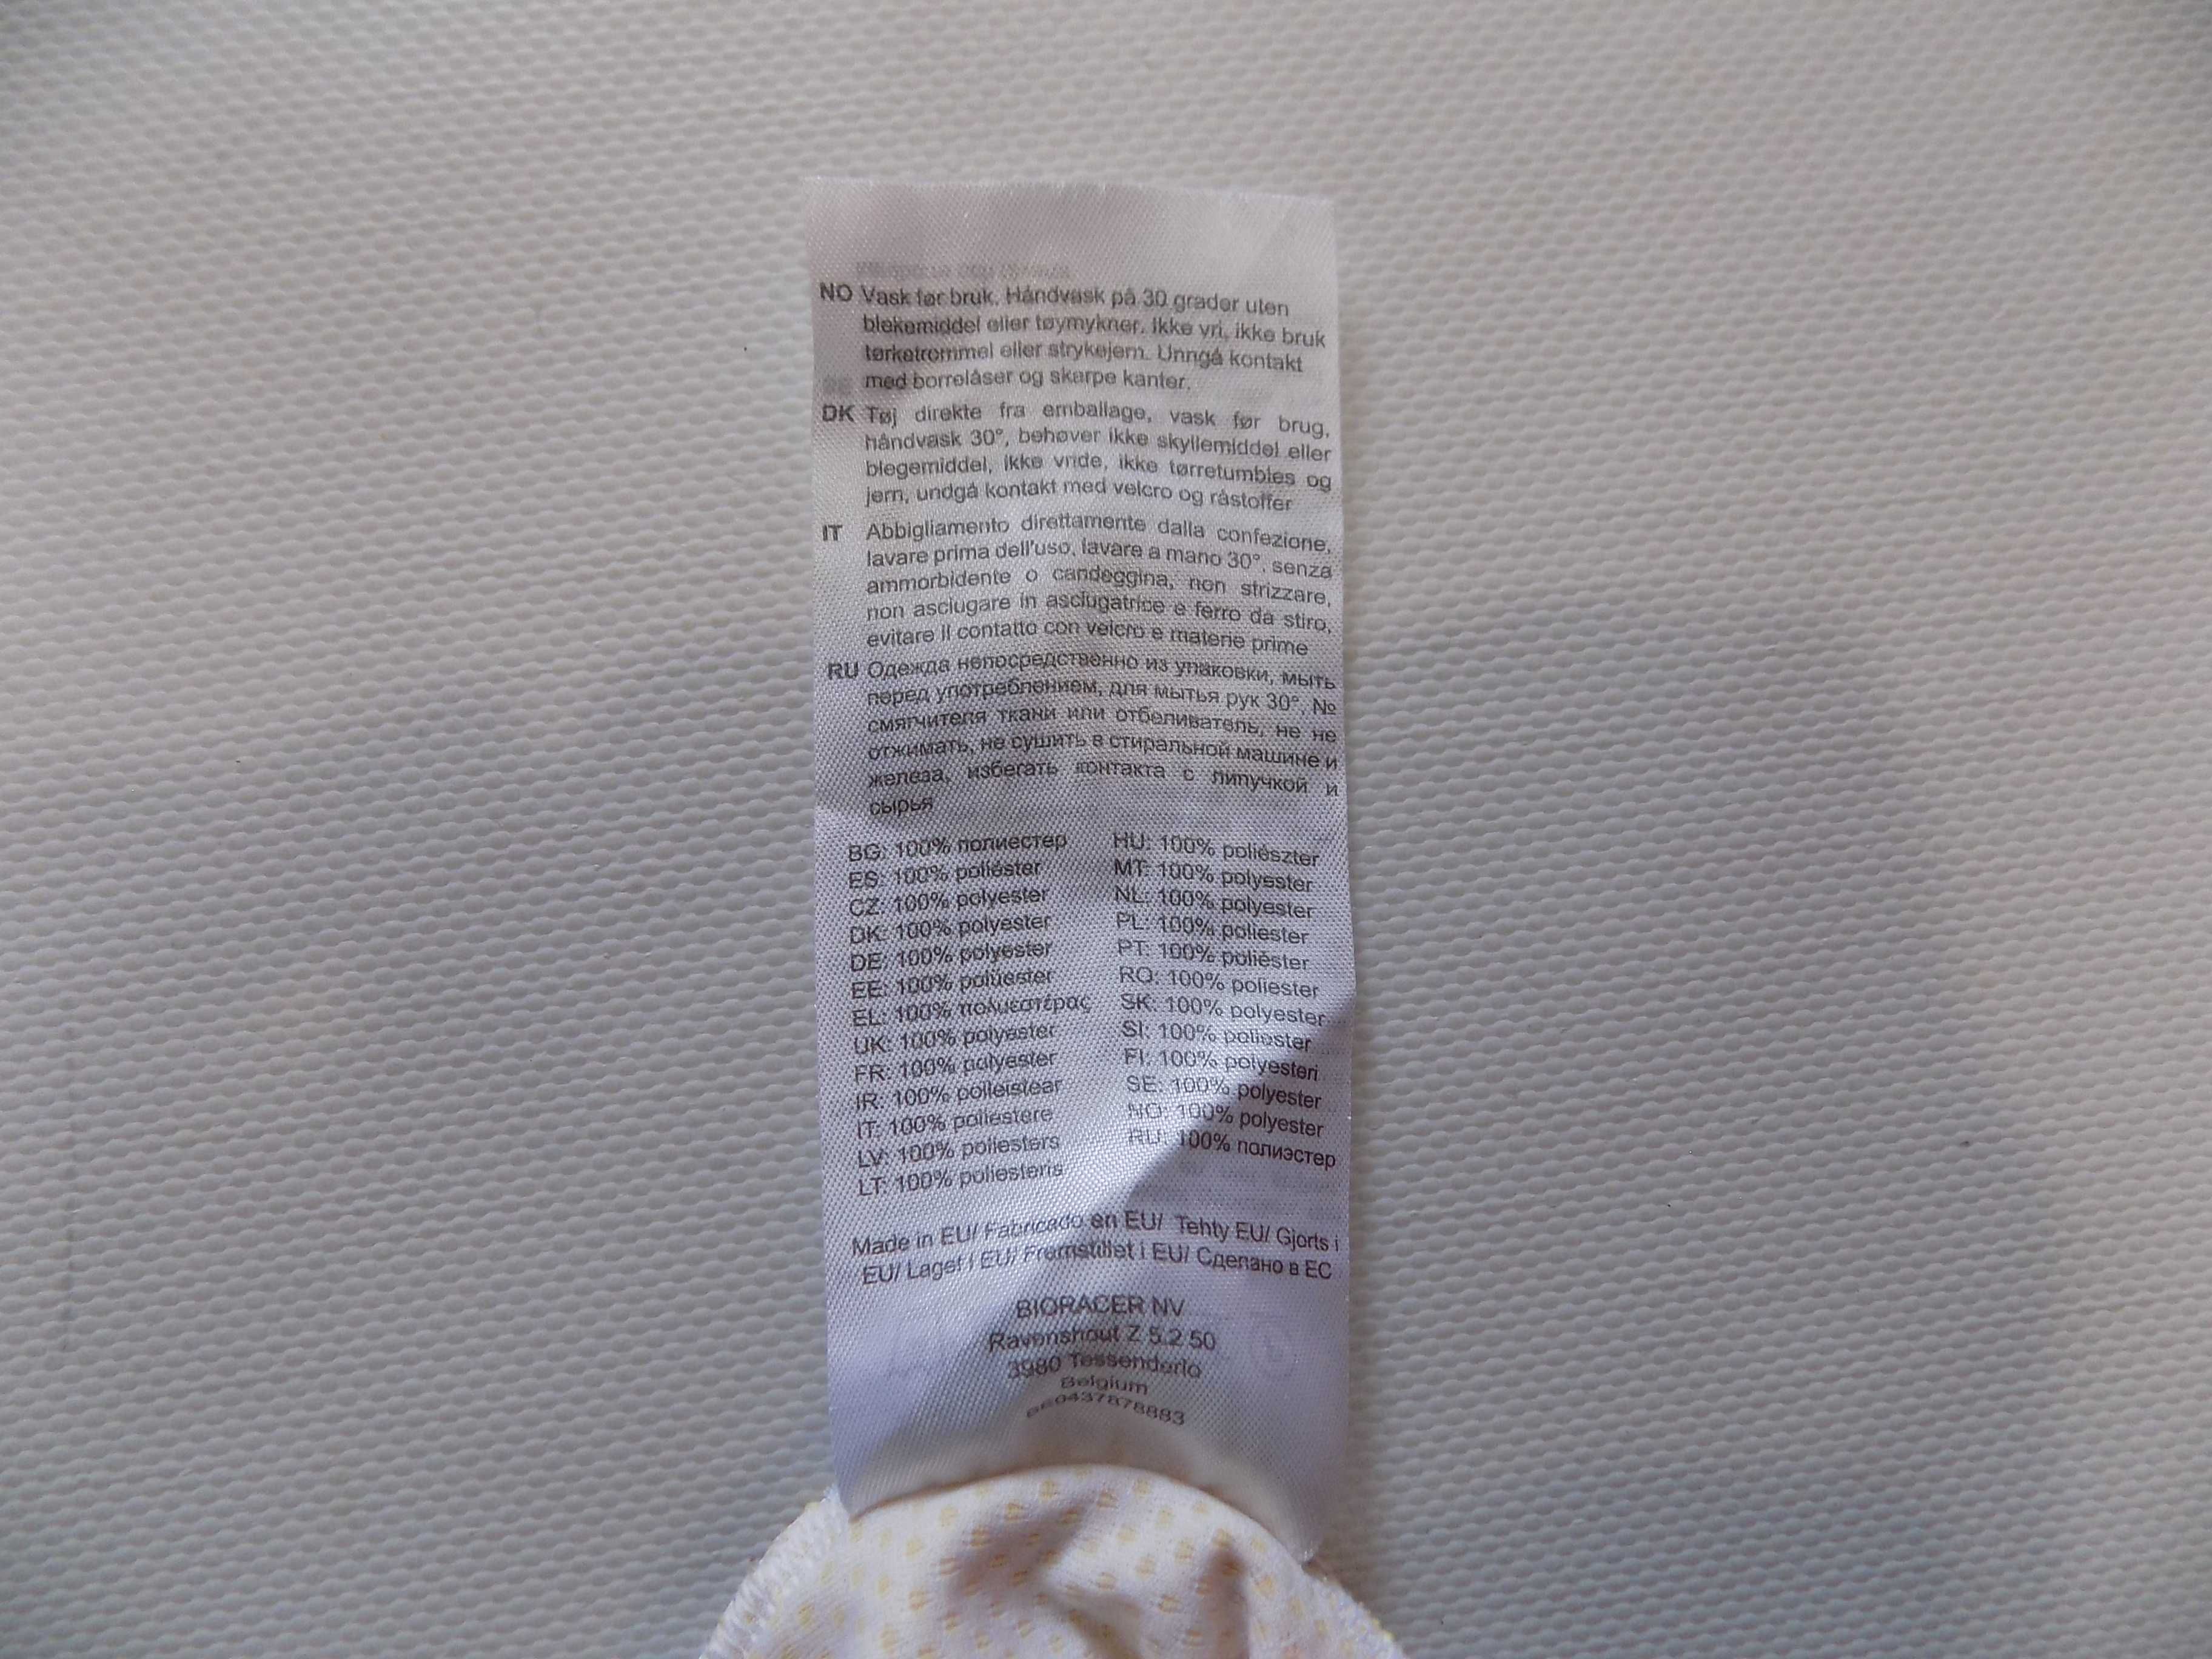 NO Vask før bruk. Håndvask på 30 grader uten
blekemiddel eller tøymykner. Ikke vri, ikke bruk
tørketrommel eller strykejern. Unngå kontakt
med borrelåser og skarpe kanter.
DK Tøj direkte fra emballage, vask før brug,
håndvask 30°, behøver ikke skyllemiddel eller
blegemiddel, ikke vride, ikke tørretumbles og
jern, undgå kontakt med velcro og råstoffer
IT Abbigliamento direttamente dalla confezione,
lavare prima dell'uso, lavare a mano 30°, senza
ammorbidente o candeggina, non strizzare,
non asciugare in asciugatrice e ferro da stiro,
evitare il contatto con velcro e materie prime
RU Одежда непосредственно из упаковки, мыть
перед употреблением, для мытья рук 30°, №
смягчителя ткани или отбеливатель, не не
отжимать, не сушить в стиральной машине и
железа, избегать контакта с липучкой и
сырья
BG: 100% полиестер
ES: 100% poliéster
CZ: 100% polyester
DK: 100% polyester
DE: 100% polyester
EE: 100% polüester
EL: 100% πολυεστέρας
UK: 100% polyester
FR: 100% polyester
IR: 100% polleistear
IT: 100% poliestere
LV: 100% poliesters
LT: 100% poliesteris
HU: 100% poliészter
MT: 100% polyester
NL: 100% polyester
PL: 100% poliester
PT: 100% poliéster
RO: 100% poliester
SK: 100% polyester
SI: 100% poliester
FI: 100% polyesteri
SE: 100% polyester
NO: 100% polyester
RU: 100% полиэстер
Made in EU/ Fabricado en EU/ Tehty EU/ Gjorts i
EU/ Laget i EU/ Fremstillet i EU/ Сделано в ЕС
BIORACER NV
Ravenshout Z 5.2 50
3980 Tessenderlo
Belgium
BE0437878883